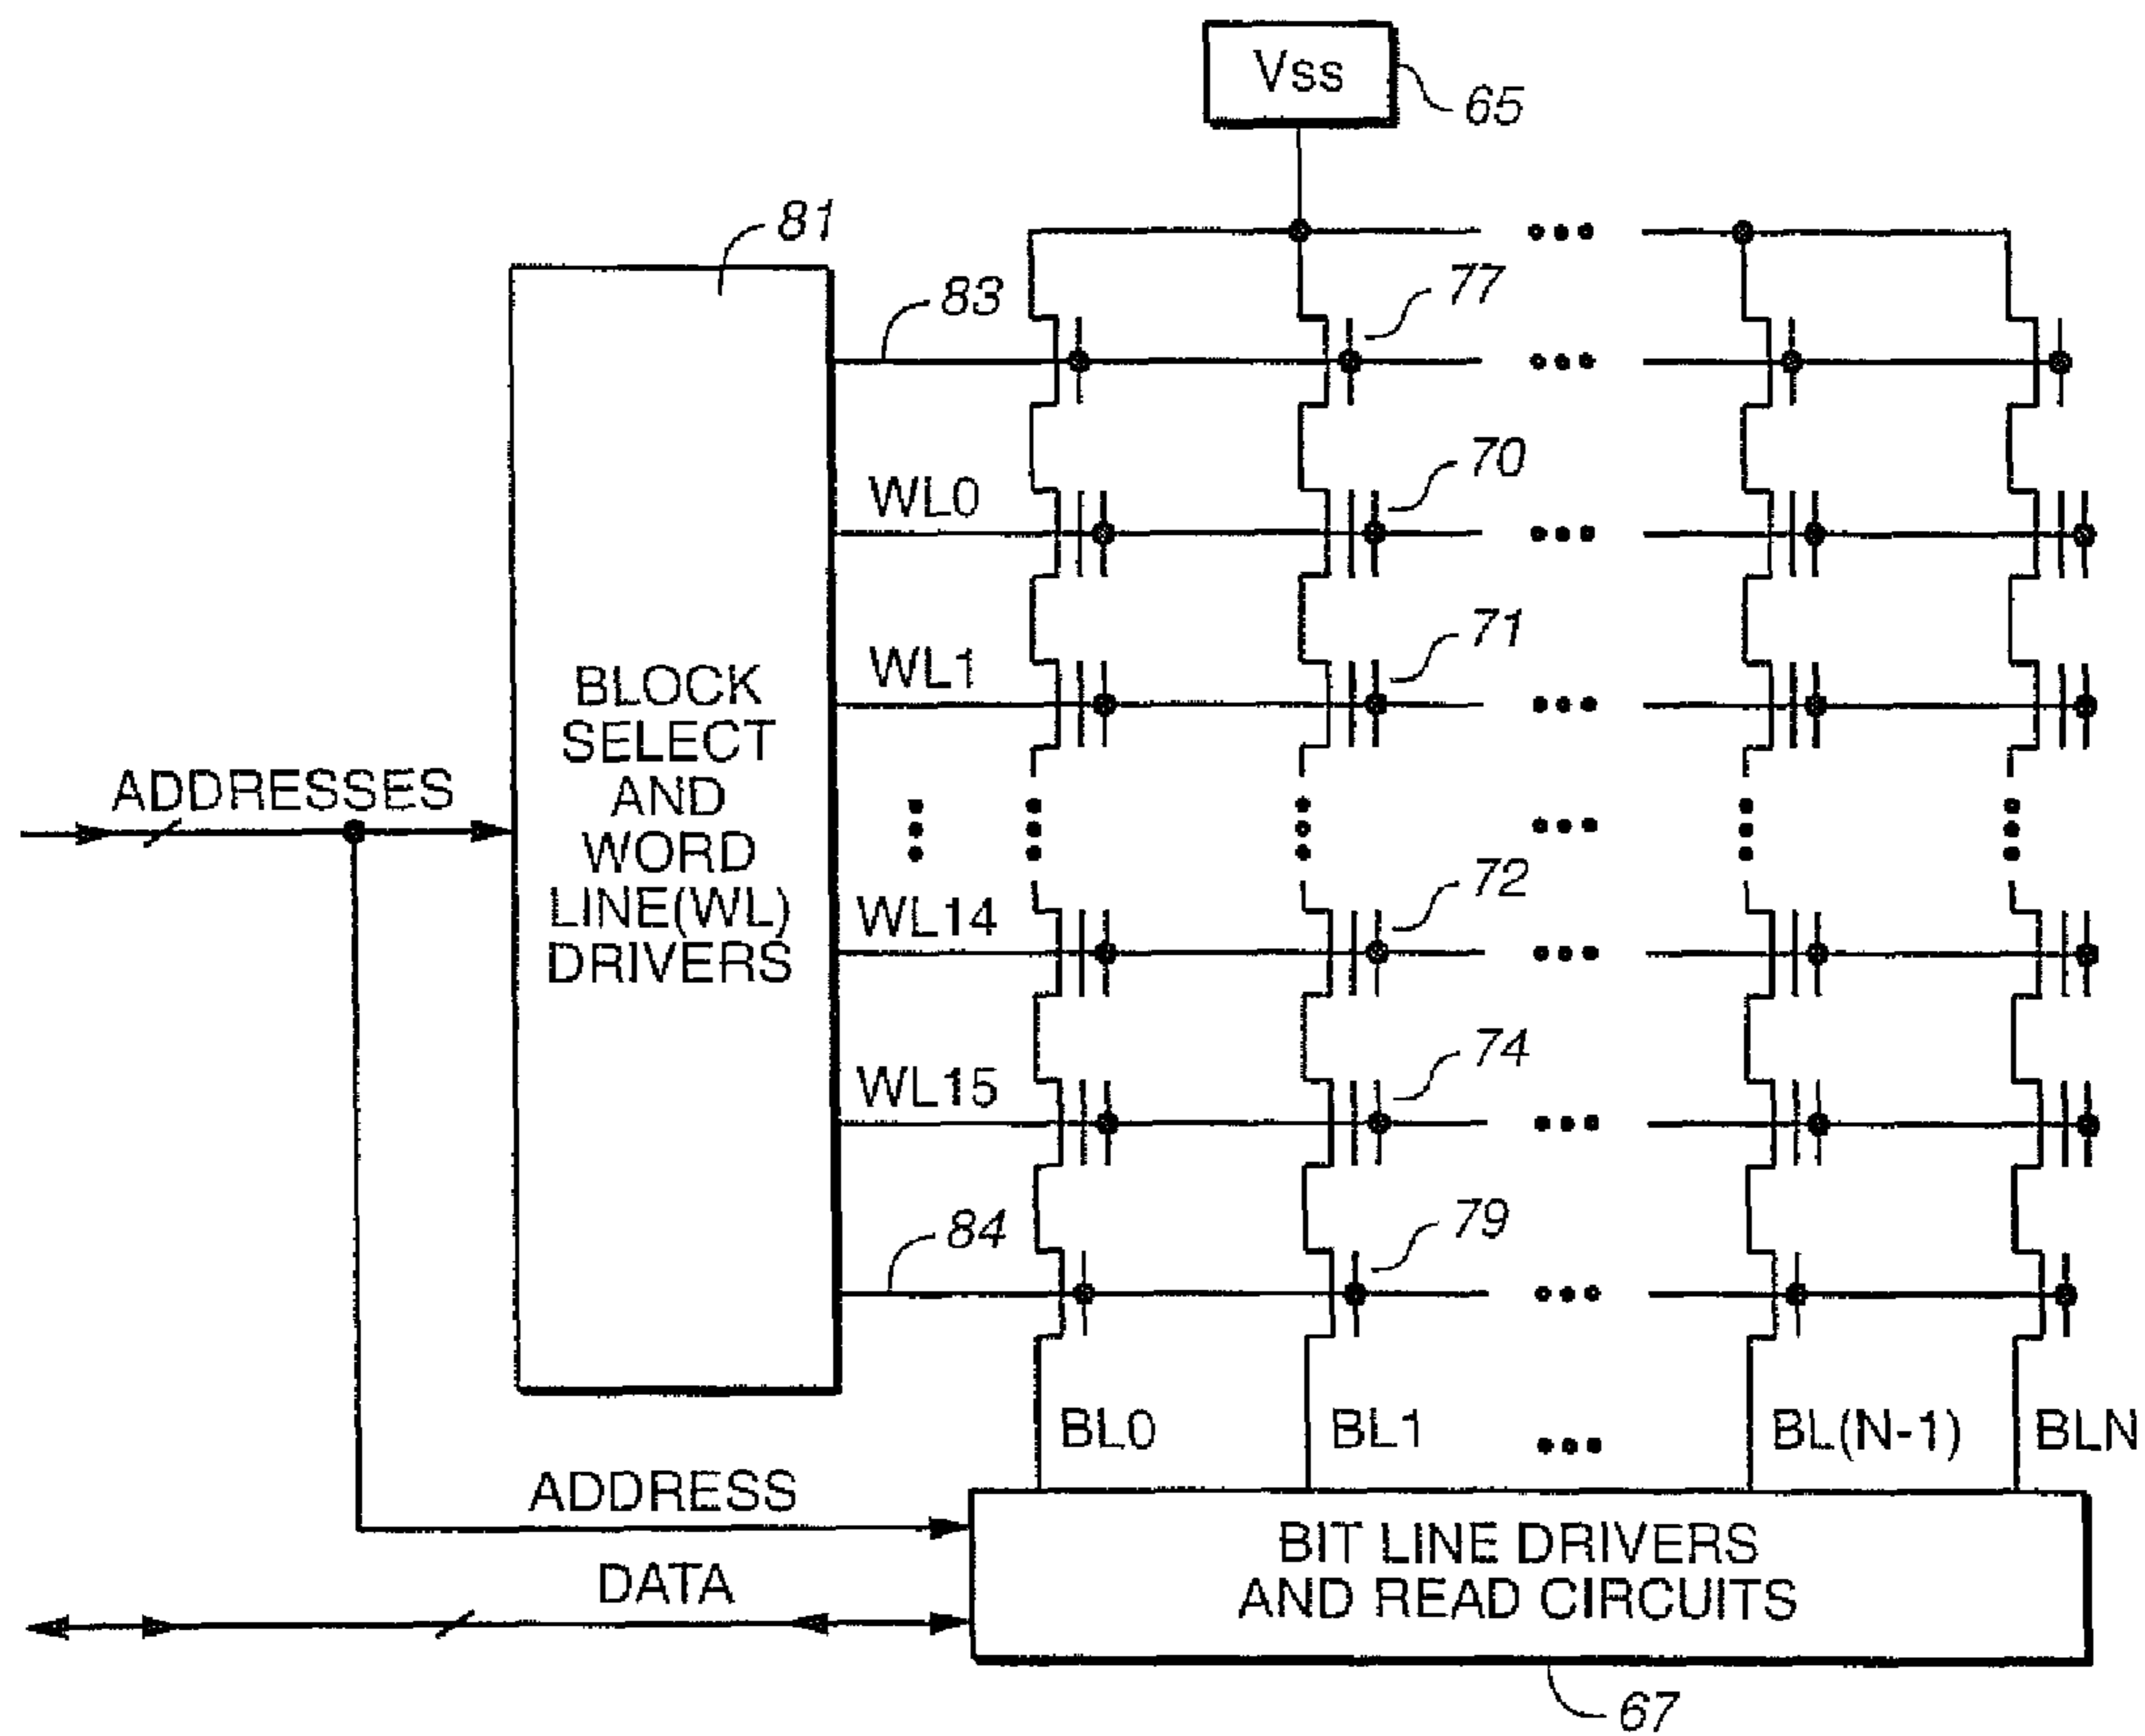 Vss
65
81
83
77
WL0
70
WL1
71
BLOCK
SELECT
AND
WORD
LINE(WL)
DRIVERS
ADDRESSES
WL14
72
WL15
74
84
79
BL0
BL1
BL(N-1)
BLN
ADDRESS
DATA
BIT LINE DRIVERS
AND READ CIRCUITS
67